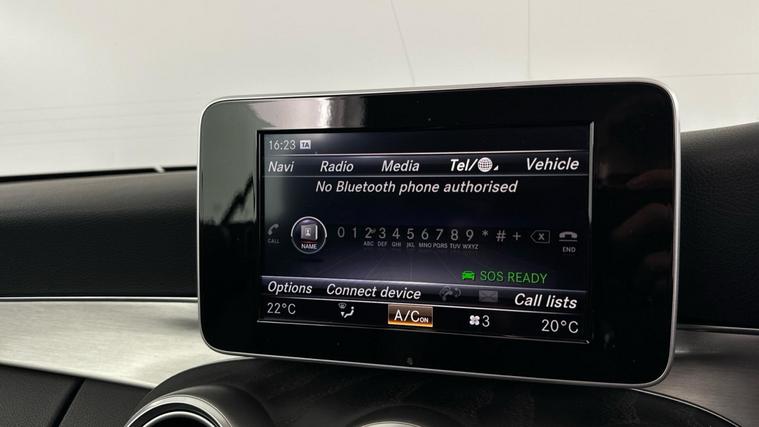 16:23 TA
Navi Radio Media Tel/ Vehicle
No Bluetooth phone authorised
CALL NAME 0 1 2 3 4 5 6 7 8 9 * # + END
ABC DEF GHI JKL MNO PQRS TUV WXYZ
SOS READY
Options Connect device Call lists
22°C A/C ON 3 20°C